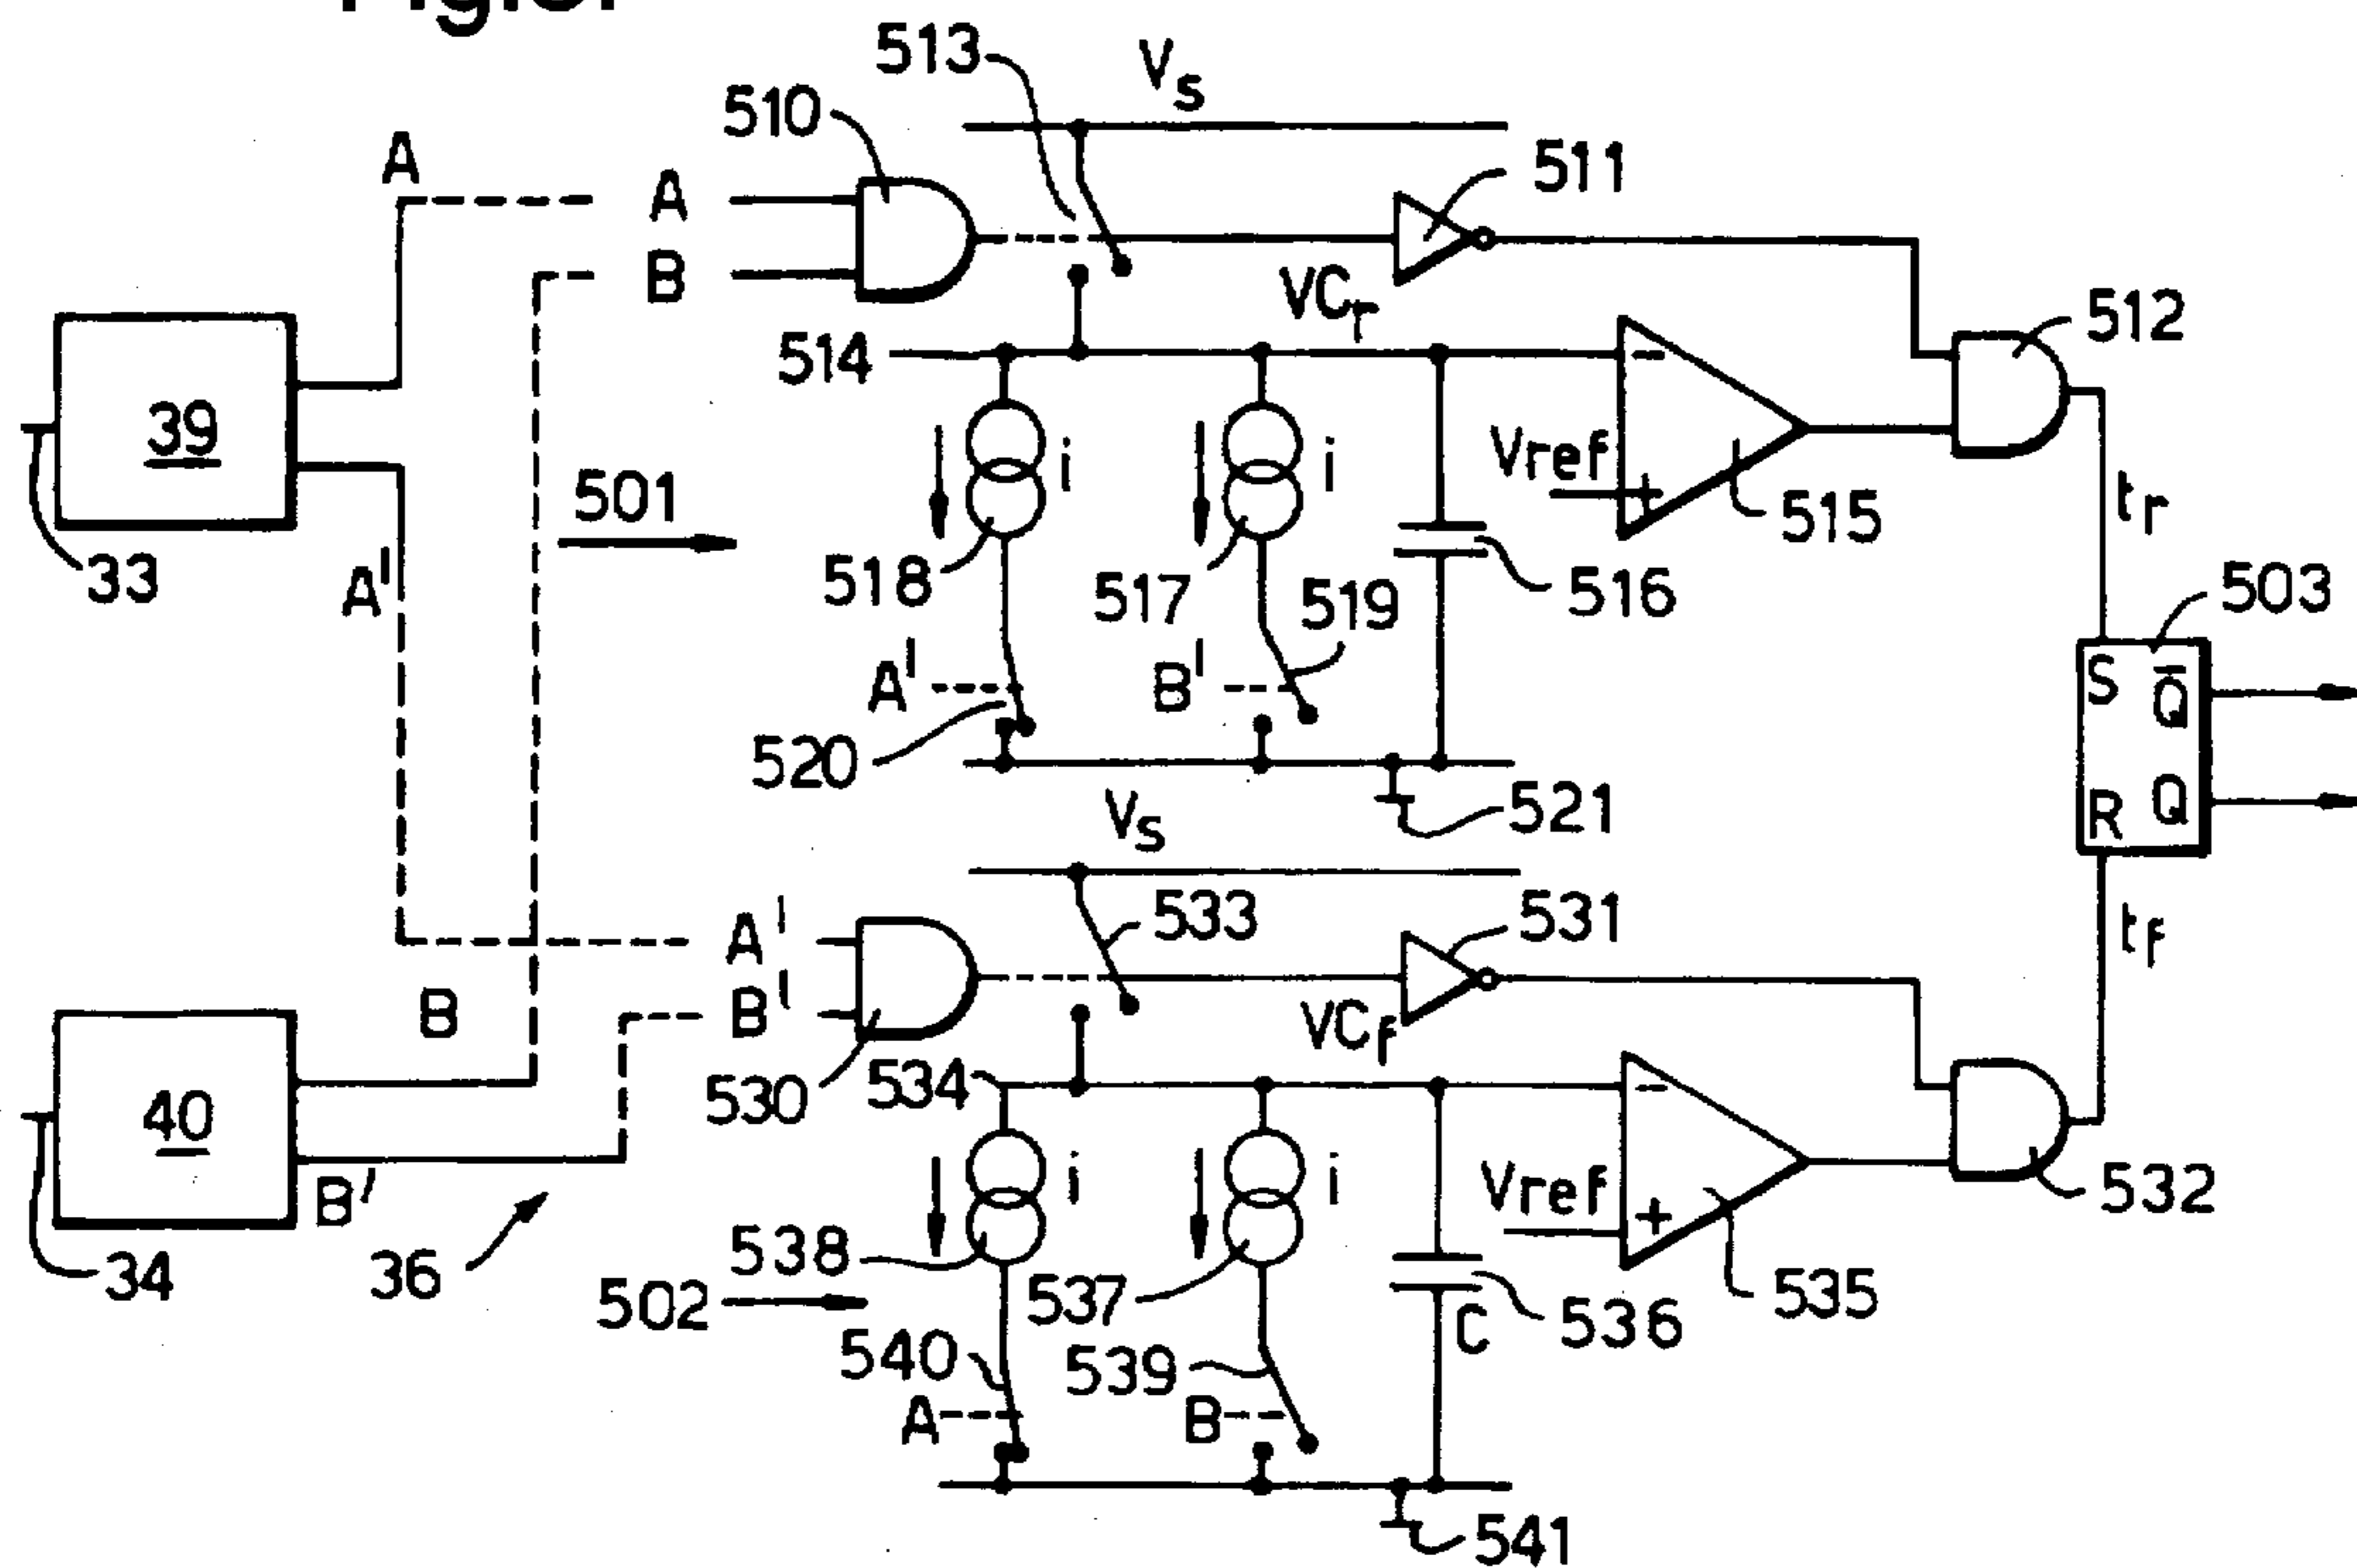 513
Vs
510
A
A
511
B
VCr
512
514
39
i
i
Vref
-
+
501
515
tr
33
518
517
519
516
503
A'
A'
B'
S
Q̅
520
R
Q
521
Vs
533
531
tf
A'
B
B'
VCf
530
534
-
40
i
i
Vref
+
B'
532
34
36
538
502
537
535
536
C
540
539
A
B
541